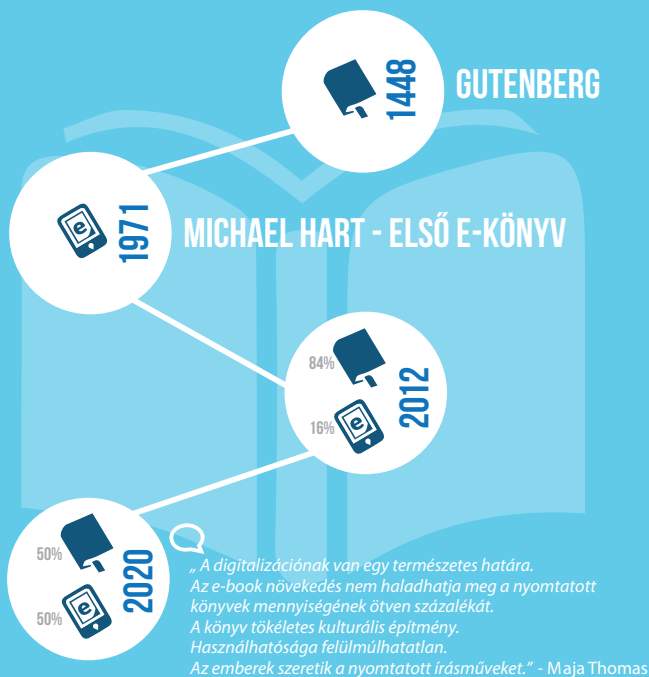 1448
GUTENBERG
1971
MICHAEL HART - ELSŐ E-KÖNYV
e
84%
16%
e
2012
50%
50%
e
2020
„ A digitalizációnak van egy természetes határa.
Az e-book növekedés nem haladhatja meg a nyomtatott
könyvek mennyiségének ötven százalékát.
A könyv tökéletes kulturális építmény.
Használhatósága felülmúlhatatlan.
Az emberek szeretik a nyomtatott írásműveket.” - Maja Thomas